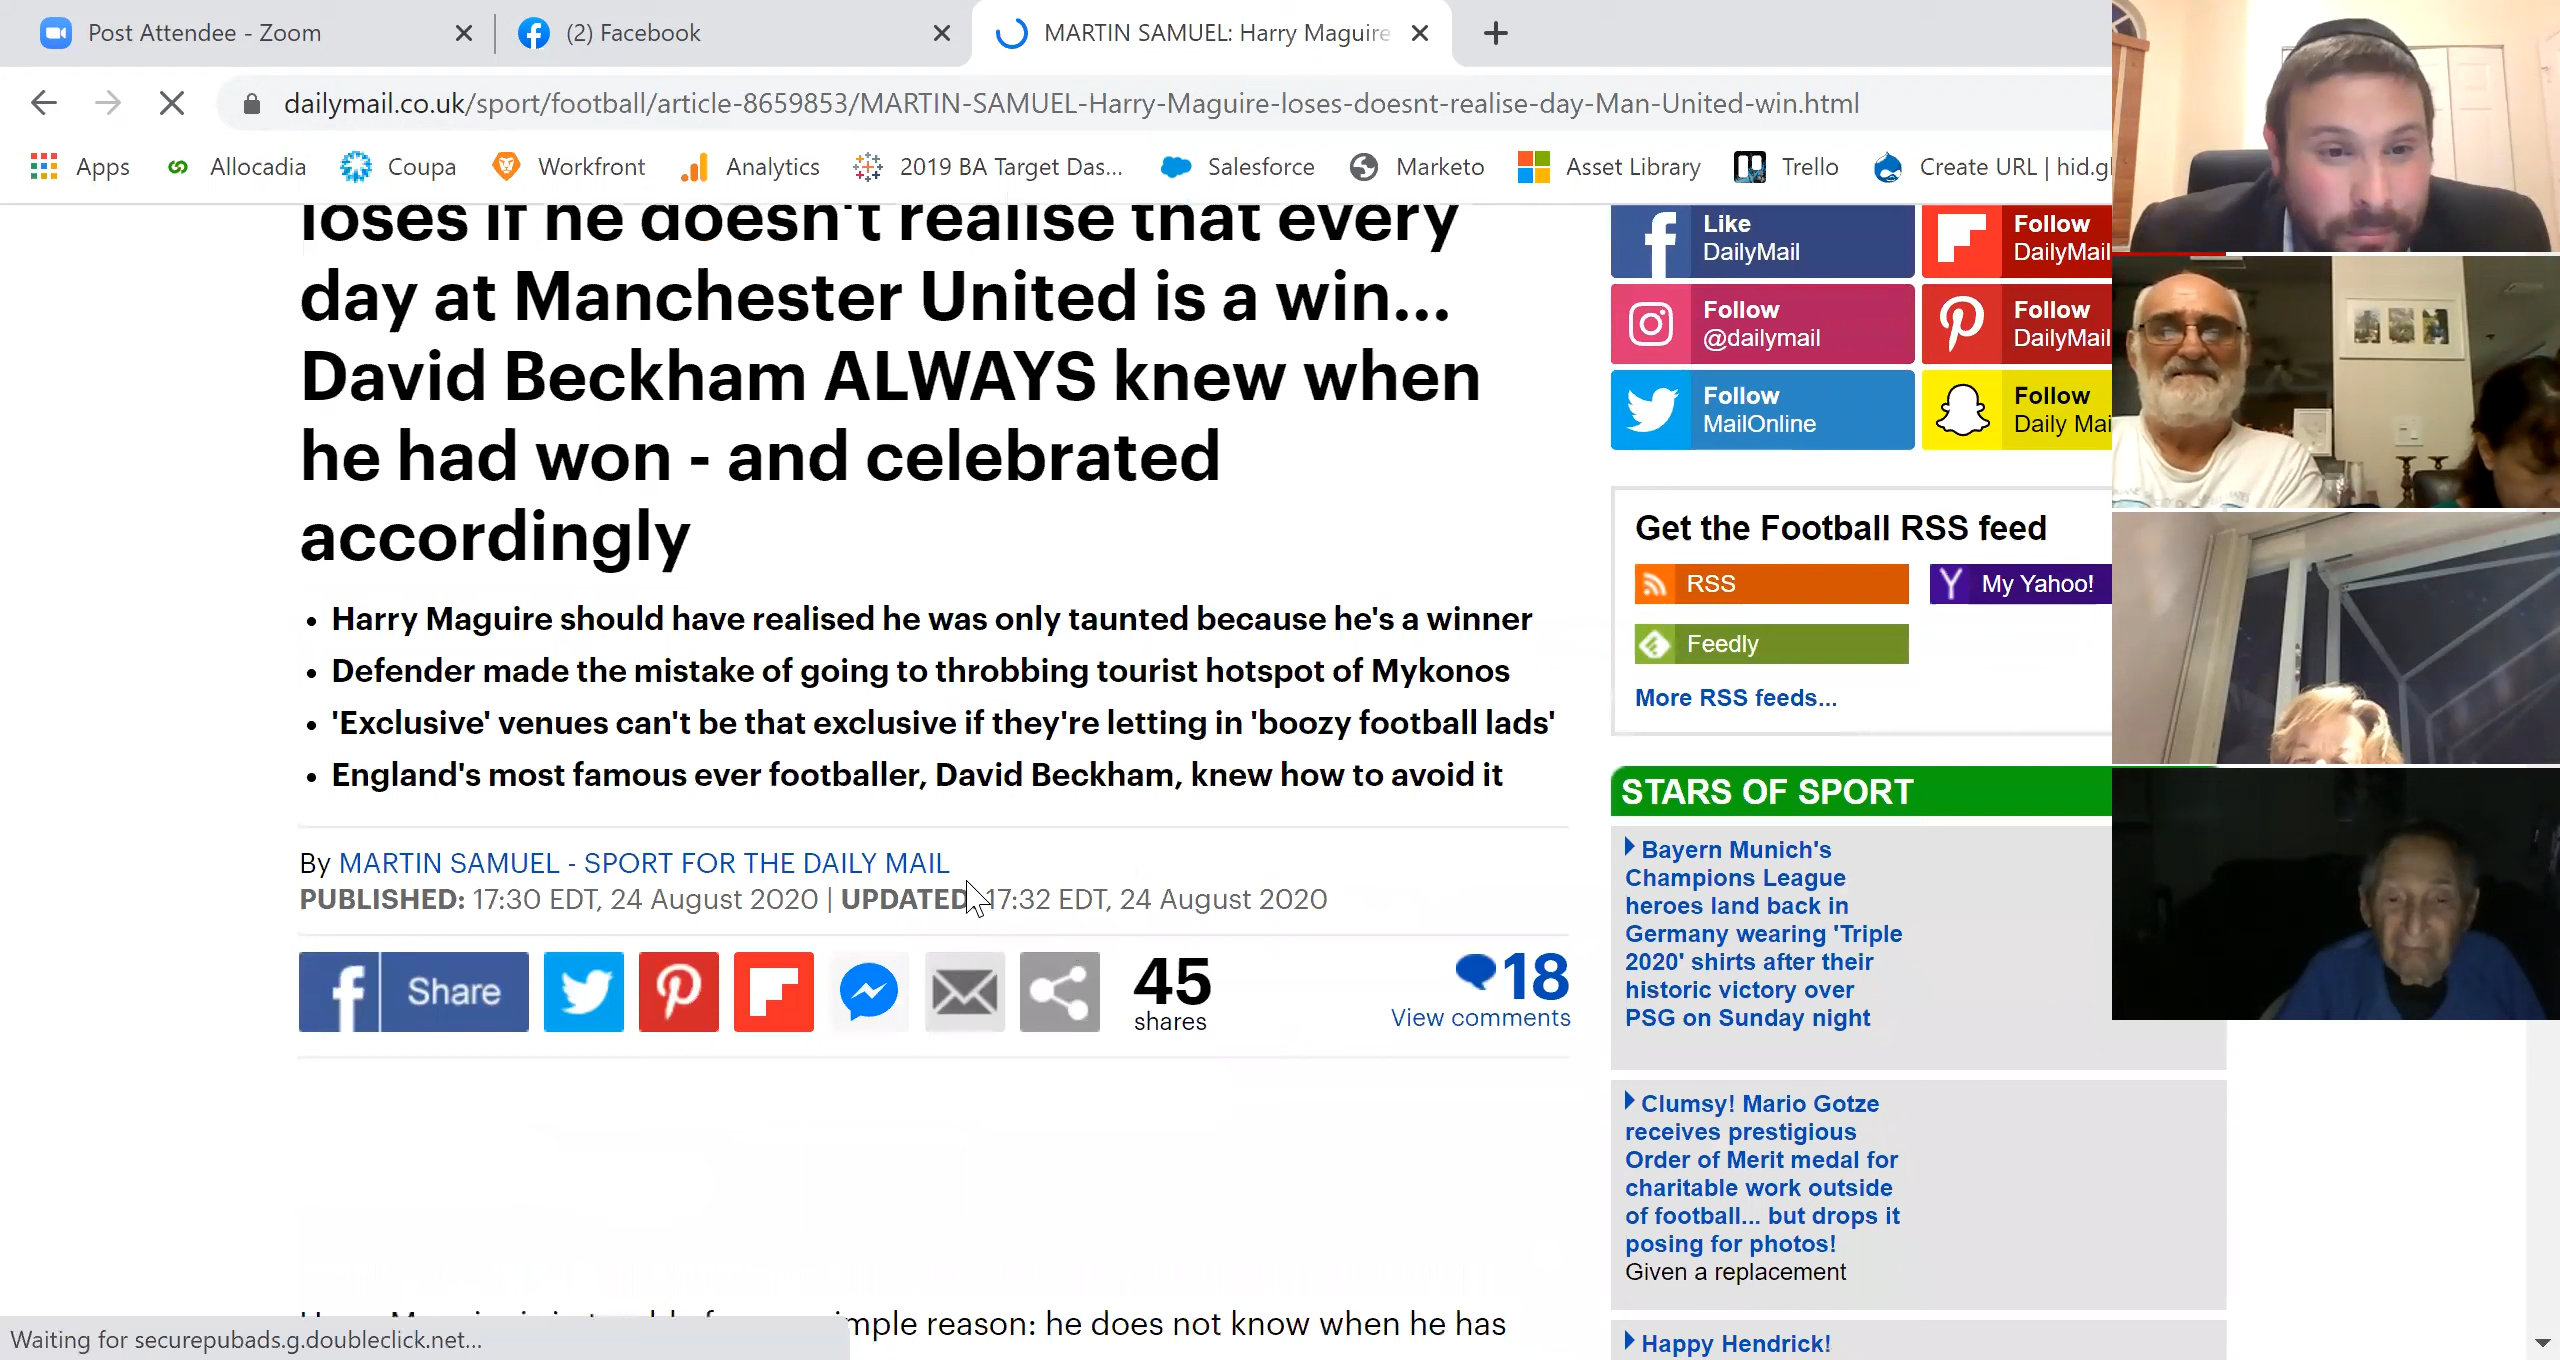 Post Attendee - Zoom
(2) Facebook
MARTIN SAMUEL: Harry Maguire
dailymail.co.uk/sport/football/article-8659853/MARTIN-SAMUEL-Harry-Maguire-loses-doesnt-realise-day-Man-United-win.html
Apps
Allocadia
Coupa
Workfront
Analytics
2019 BA Target Das...
Salesforce
Marketo
Asset Library
Trello
Create URL | hid.gl
loses if he doesn't realise that every
day at Manchester United is a win...
David Beckham ALWAYS knew when
he had won - and celebrated
accordingly
• Harry Maguire should have realised he was only taunted because he's a winner
• Defender made the mistake of going to throbbing tourist hotspot of Mykonos
• 'Exclusive' venues can't be that exclusive if they're letting in 'boozy football lads'
• England's most famous ever footballer, David Beckham, knew how to avoid it
By MARTIN SAMUEL - SPORT FOR THE DAILY MAIL
PUBLISHED: 17:30 EDT, 24 August 2020 | UPDATED 17:32 EDT, 24 August 2020
Share
45
shares
18
View comments
mple reason: he does not know when he has
Waiting for securepubads.g.doubleclick.net...
Like
DailyMail
Follow
DailyMail
Follow
@dailymail
Follow
DailyMail
Follow
MailOnline
Follow
Daily Mai
Get the Football RSS feed
RSS
My Yahoo!
Feedly
More RSS feeds...
STARS OF SPORT
Bayern Munich's
Champions League
heroes land back in
Germany wearing 'Triple
2020' shirts after their
historic victory over
PSG on Sunday night
Clumsy! Mario Gotze
receives prestigious
Order of Merit medal for
charitable work outside
of football... but drops it
posing for photos!
Given a replacement
Happy Hendrick!